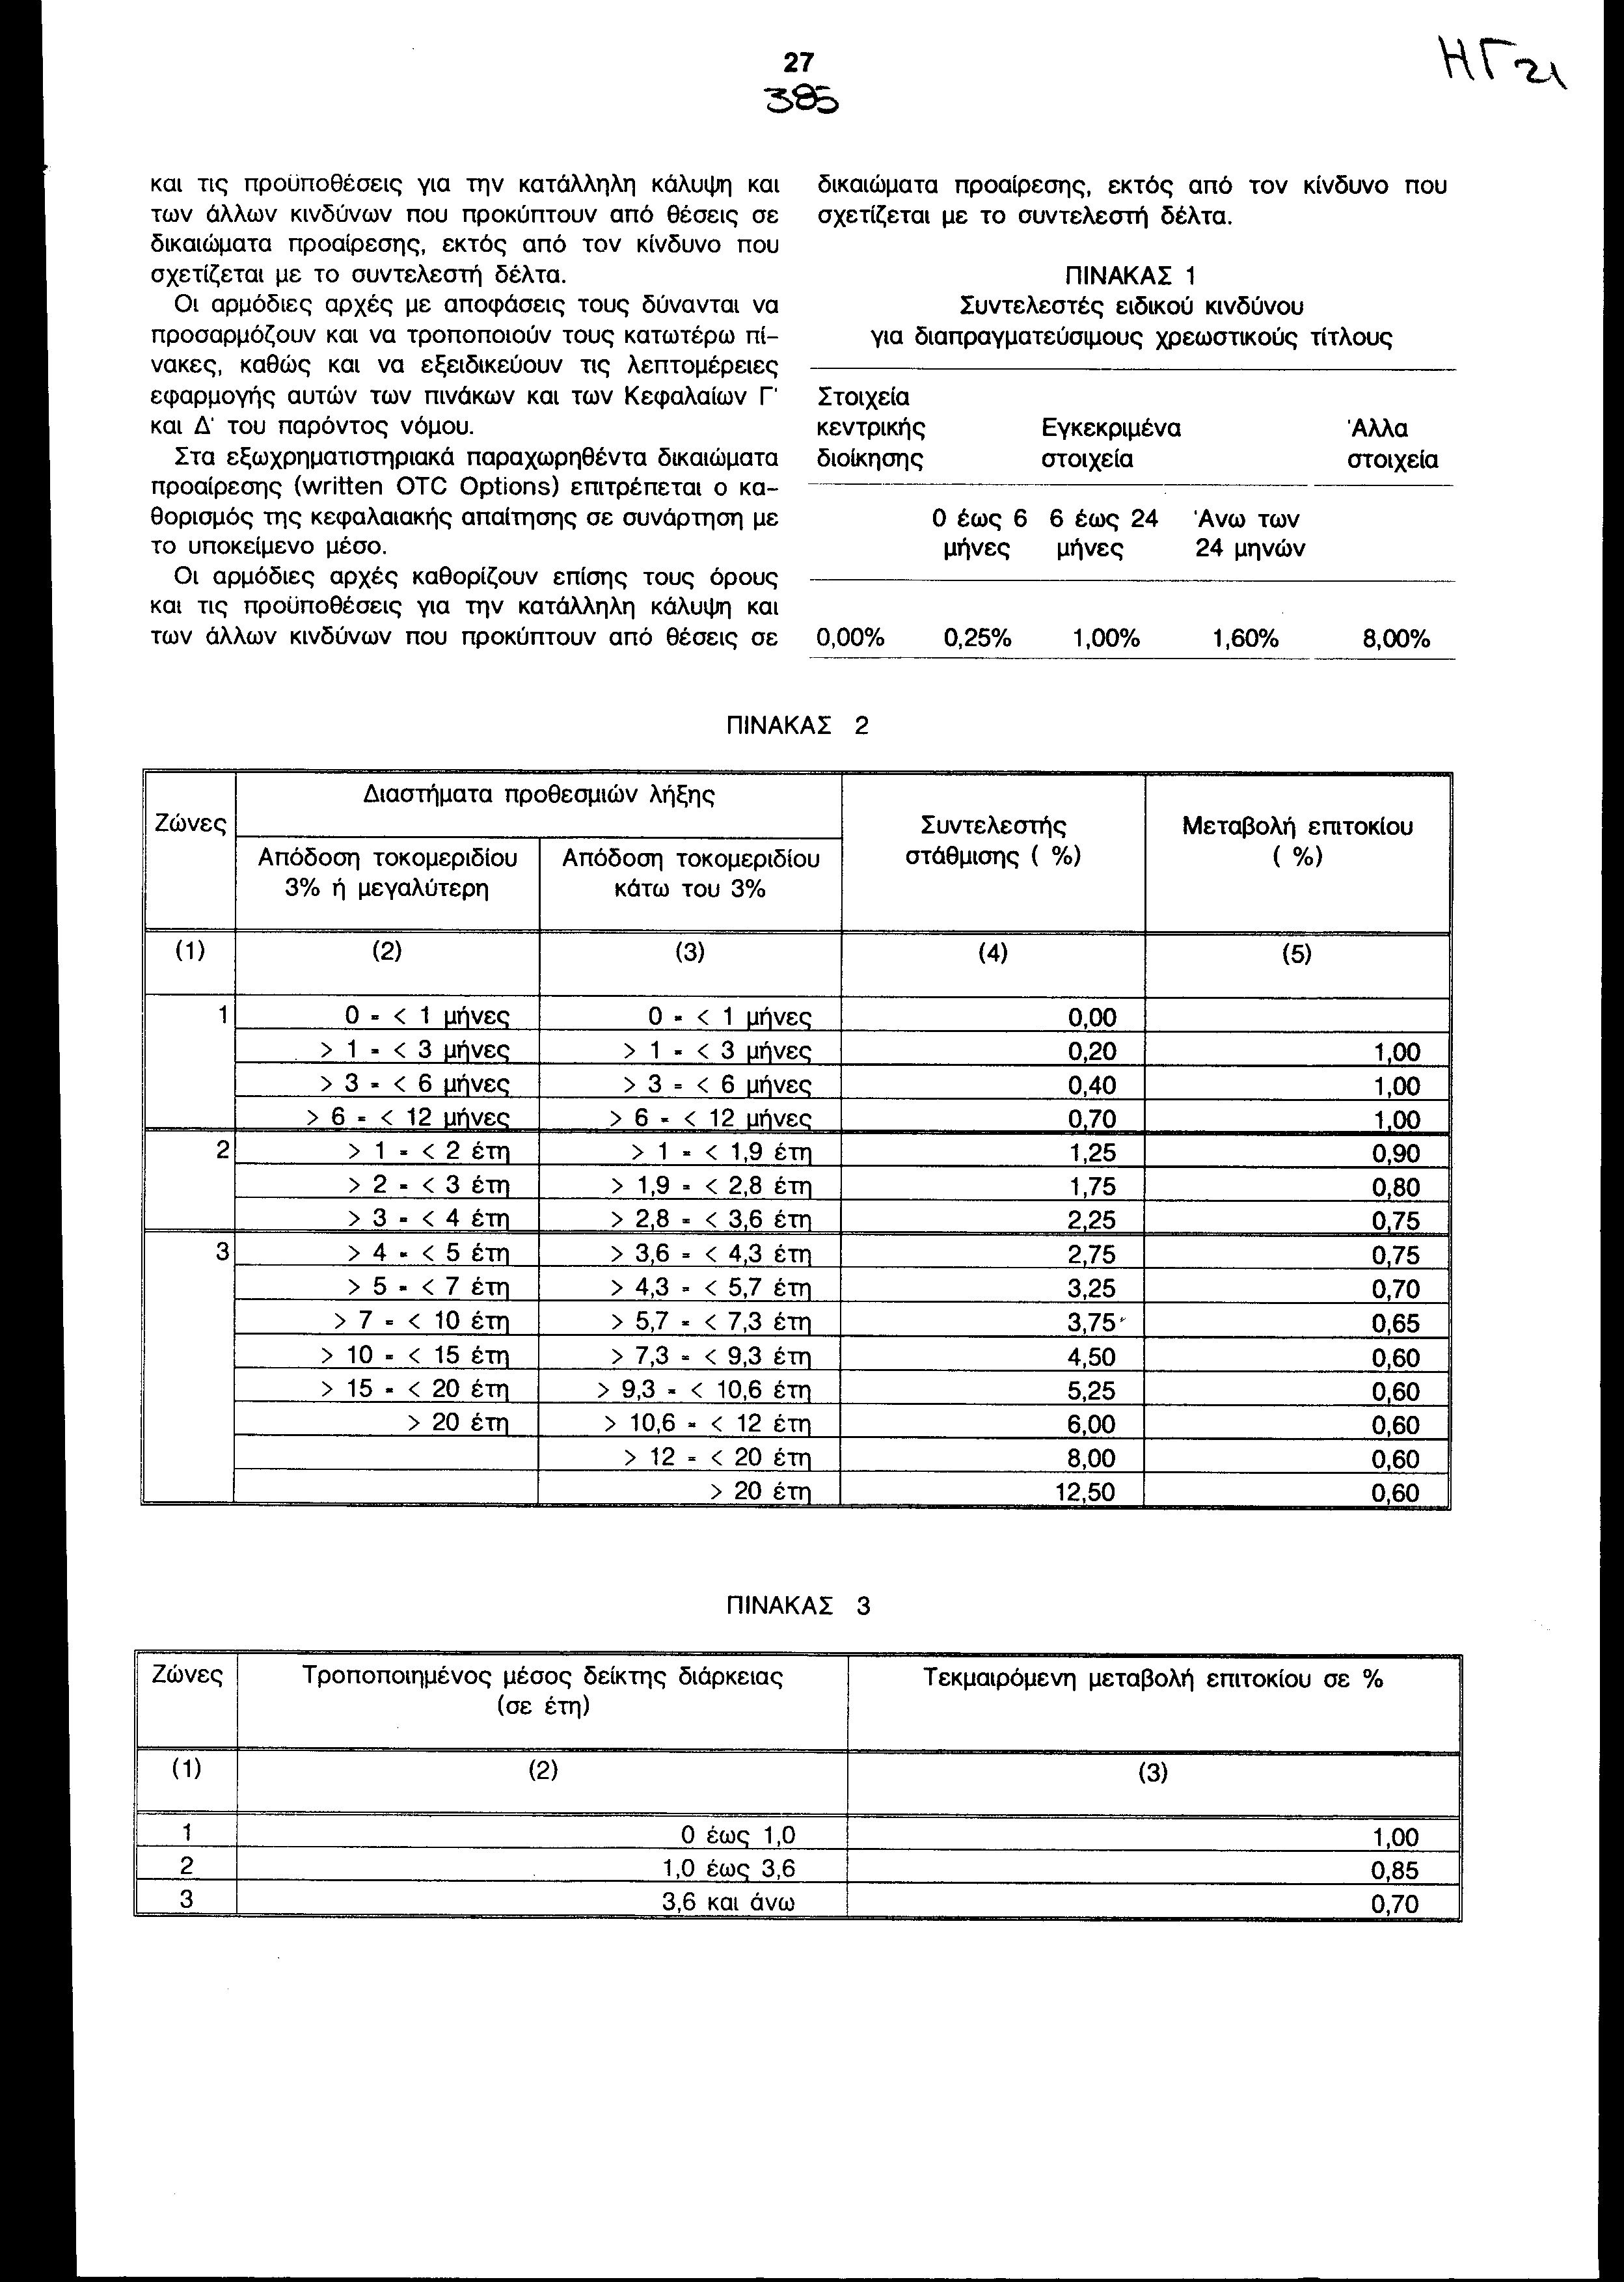 27
385
ΗΓ 21
και τις προϋποθέσεις για την κατάλληλη κάλυψη και
των άλλων κινδύνων που προκύπτουν από θέσεις σε
δικαιώματα προαίρεσης, εκτός από τον κίνδυνο που
σχετίζεται με το συντελεστή δέλτα.
Οι αρμόδιες αρχές με αποφάσεις τους δύνανται να
προσαρμόζουν και να τροποποιούν τους κατωτέρω πί-
νακες, καθώς και να εξειδικεύουν τις λεπτομέρειες
εφαρμογής αυτών των πινάκων και των Κεφαλαίων Γ'
και Δ' του παρόντος νόμου.
Στα εξωχρηματιστηριακά παραχωρηθέντα δικαιώματα
προαίρεσης (written OTC Options) επιτρέπεται ο κα-
θορισμός της κεφαλαιακής απαίτησης σε συνάρτηση με
το υποκείμενο μέσο.
Οι αρμόδιες αρχές καθορίζουν επίσης τους όρους
και τις προϋποθέσεις για την κατάλληλη κάλυψη και
των άλλων κινδύνων που προκύπτουν από θέσεις σε
δικαιώματα προαίρεσης, εκτός από τον κίνδυνο που
σχετίζεται με το συντελεστή δέλτα.
ΠΙΝΑΚΑΣ 1
Συντελεστές ειδικού κινδύνου
για διαπραγματεύσιμους χρεωστικούς τίτλους
Στοιχεία
κεντρικής Εγκεκριμένα 'Αλλα
διοίκησης στοιχεία στοιχεία
0 έως 6 6 έως 24 'Ανω των
μήνες μήνες 24 μηνών
0,00% 0,25% 1,00% 1,60% 8,00%
ΠΙΝΑΚΑΣ 2
Διαστήματα προθεσμιών λήξης
Ζώνες Συντελεστής Μεταβολή επιτοκίου
Απόδοση τοκομεριδίου Απόδοση τοκομεριδίου στάθμισης ( %) ( %)
3% ή μεγαλύτερη κάτω του 3%
(1) (2) (3) (4) (5)
1 0 = < 1 μήνες 0 = < 1 μήνες 0,00
> 1 = < 3 μήνες > 1 = < 3 μήνες 0,20 1,00
> 3 = < 6 μήνες > 3 = < 6 μήνες 0,40 1,00
> 6 = < 12 μήνες > 6 = < 12 μήνες 0,70 1,00
2 > 1 = < 2 έτη > 1 = < 1,9 έτη 1,25 0,90
> 2 = < 3 έτη > 1,9 = < 2,8 έτη 1,75 0,80
> 3 = < 4 έτη > 2,8 = < 3,6 έτη 2,25 0,75
3 > 4 = < 5 έτη > 3,6 = < 4,3 έτη 2,75 0,75
> 5 = < 7 έτη > 4,3 = < 5,7 έτη 3,25 0,70
> 7 = < 10 έτη > 5,7 = < 7,3 έτη 3,75 0,65
> 10 = < 15 έτη > 7,3 = < 9,3 έτη 4,50 0,60
> 15 = < 20 έτη > 9,3 = < 10,6 έτη 5,25 0,60
> 20 έτη > 10,6 = < 12 έτη 6,00 0,60
> 12 = < 20 έτη 8,00 0,60
> 20 έτη 12,50 0,60
ΠΙΝΑΚΑΣ 3
Ζώνες Τροποποιημένος μέσος δείκτης διάρκειας Τεκμαιρόμενη μεταβολή επιτοκίου σε %
(σε έτη)
(1) (2) (3)
1 0 έως 1,0 1,00
2 1,0 έως 3,6 0,85
3 3,6 και άνω 0,70